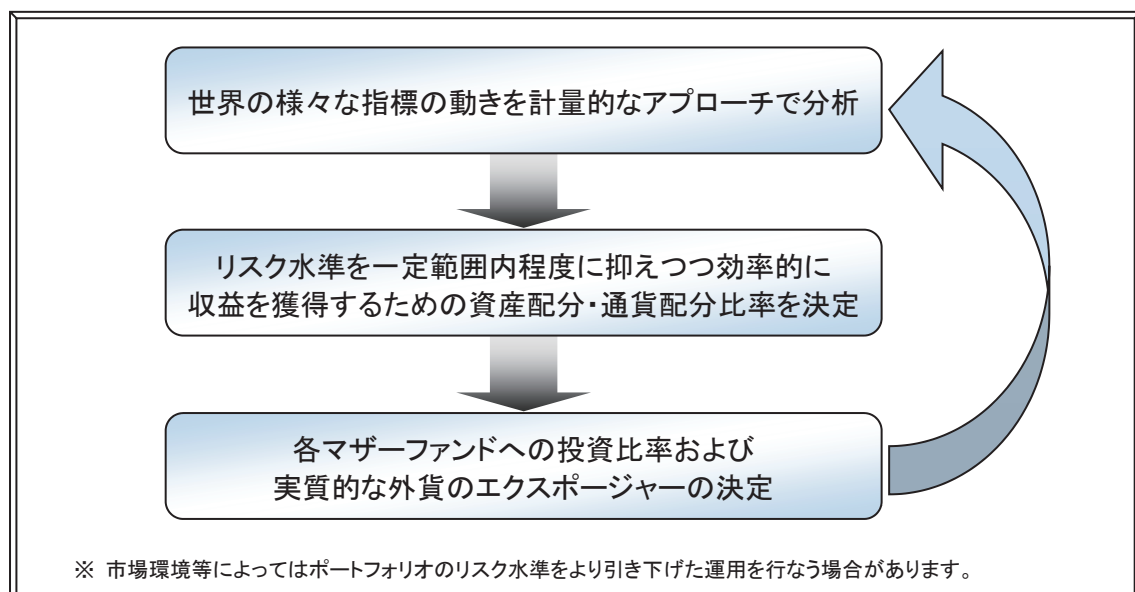 世界の様々な指標の動きを計量的なアプローチで分析
リスク水準を一定範囲内程度に抑えつつ効率的に
収益を獲得するための資産配分・通貨配分比率を決定
各マザーファンドへの投資比率および
実質的な外貨のエクスポージャーの決定
※ 市場環境等によってはポートフォリオのリスク水準をより引き下げた運用を行なう場合があります。